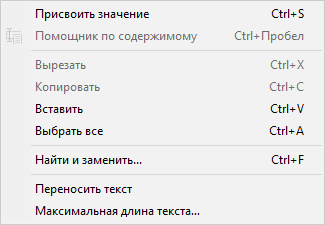 Присвоить значение Ctrl+S
Помощник по содержимому Ctrl+Пробел
Вырезать Ctrl+X
Копировать Ctrl+C
Вставить Ctrl+V
Выбрать все Ctrl+A
Найти и заменить... Ctrl+F
Переносить текст
Максимальная длина текста...